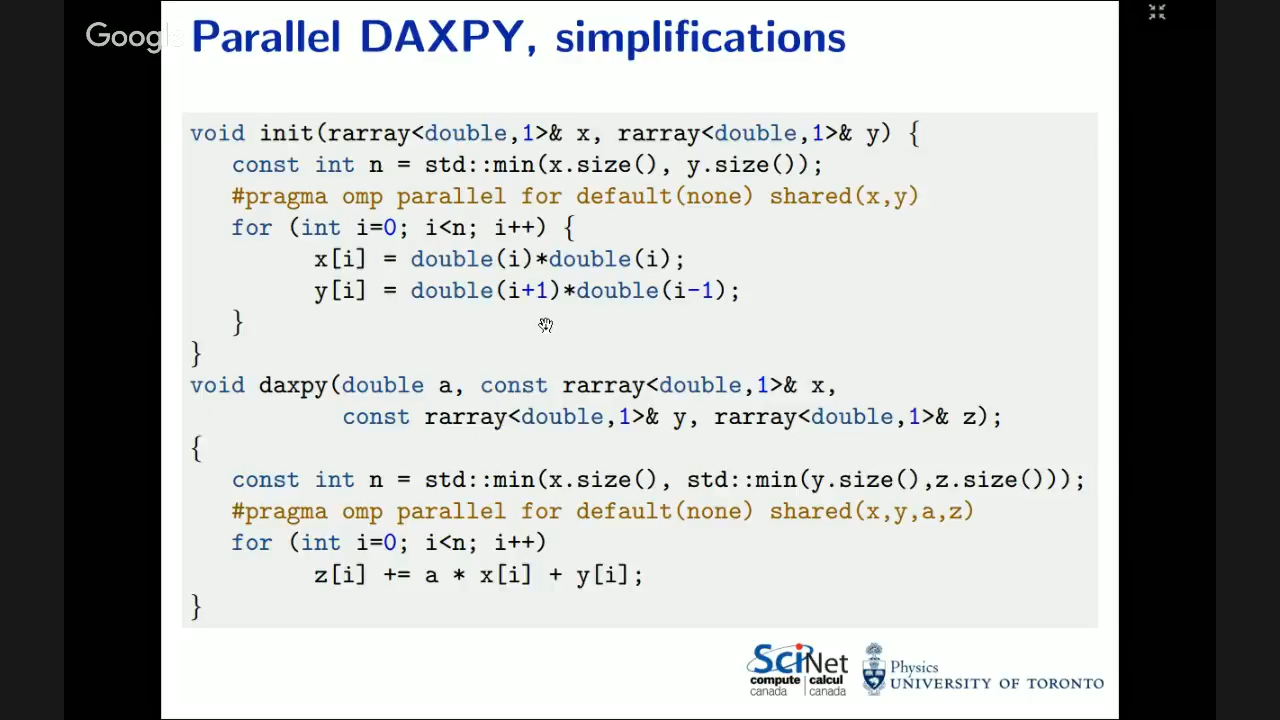 Google
Parallel DAXPY, simplifications
void init(rarray<double,1>& x, rarray<double,1>& y) {
const int n = std::min(x.size(), y.size());
#pragma omp parallel for default(none) shared(x,y)
for (int i=0; i<n; i++) {
x[i] = double(i)*double(i);
y[i] = double(i+1)*double(i-1);
}
}
void daxpy(double a, const rarray<double,1>& x,
const rarray<double,1>& y, rarray<double,1>& z);
{
const int n = std::min(x.size(), std::min(y.size(),z.size()));
#pragma omp parallel for default(none) shared(x,y,a,z)
for (int i=0; i<n; i++)
z[i] += a * x[i] + y[i];
}
SciNet
compute | calcul
canada | canada
Physics
UNIVERSITY OF TORONTO